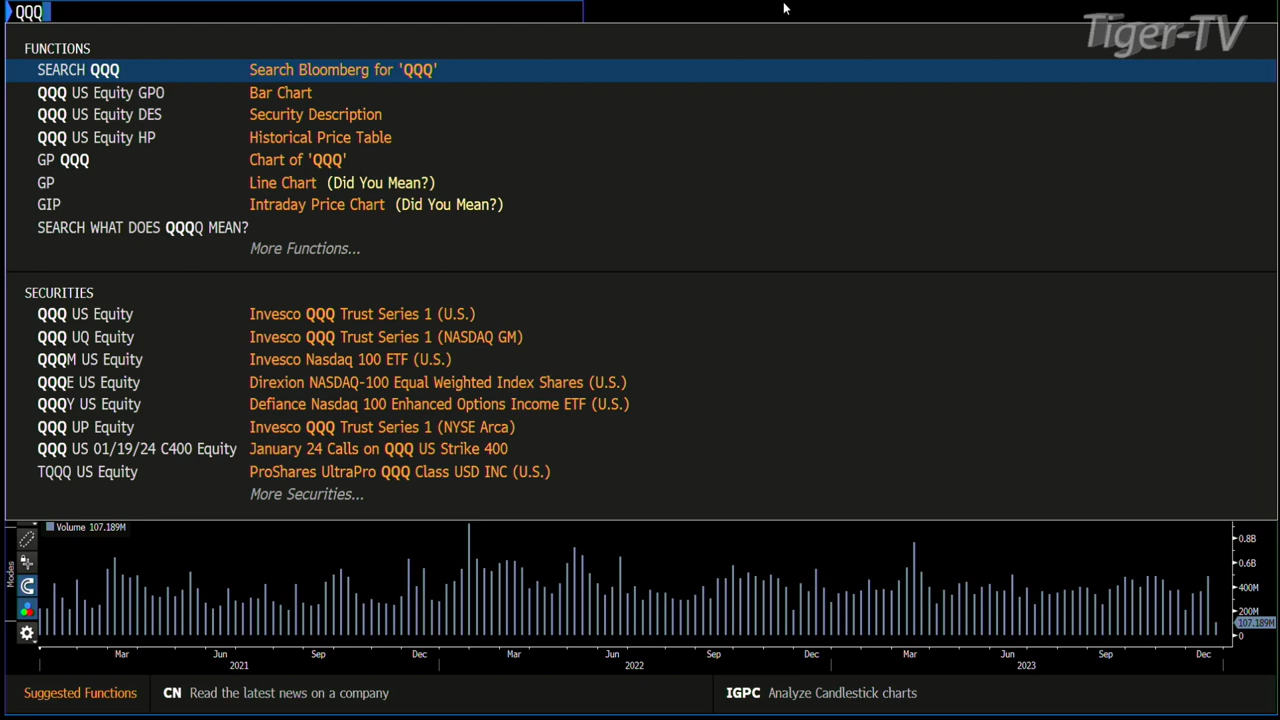 QQQ
Tiger-TV
FUNCTIONS
SEARCH QQQ Search Bloomberg for 'QQQ'
QQQ US Equity GPO Bar Chart
QQQ US Equity DES Security Description
QQQ US Equity HP Historical Price Table
GP QQQ Chart of 'QQQ'
GP Line Chart (Did You Mean?)
GIP Intraday Price Chart (Did You Mean?)
SEARCH WHAT DOES QQQQ MEAN?
More Functions...
SECURITIES
QQQ US Equity Invesco QQQ Trust Series 1 (U.S.)
QQQ UQ Equity Invesco QQQ Trust Series 1 (NASDAQ GM)
QQQM US Equity Invesco Nasdaq 100 ETF (U.S.)
QQQE US Equity Direxion NASDAQ-100 Equal Weighted Index Shares (U.S.)
QQQY US Equity Defiance Nasdaq 100 Enhanced Options Income ETF (U.S.)
QQQ UP Equity Invesco QQQ Trust Series 1 (NYSE Arca)
QQQ US 01/19/24 C400 Equity January 24 Calls on QQQ US Strike 400
TQQQ US Equity ProShares UltraPro QQQ Class USD INC (U.S.)
More Securities...
Volume 107.189M
Modes
0.8B
0.6B
400M
200M
107.189M
0
Mar Jun Sep Dec Mar Jun Sep Dec Mar Jun Sep Dec
2021 2022 2023
Suggested Functions CN Read the latest news on a company IGPC Analyze Candlestick charts